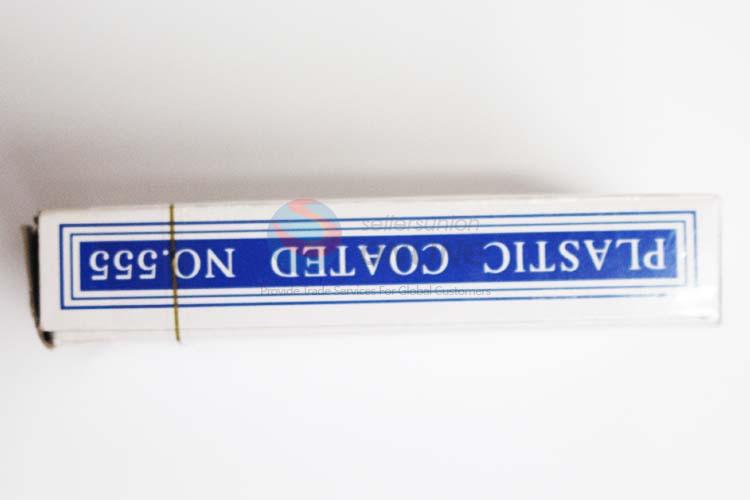 PLASTIC COATED NO.555
sellersunion
Provide Trade Services For Global Customers